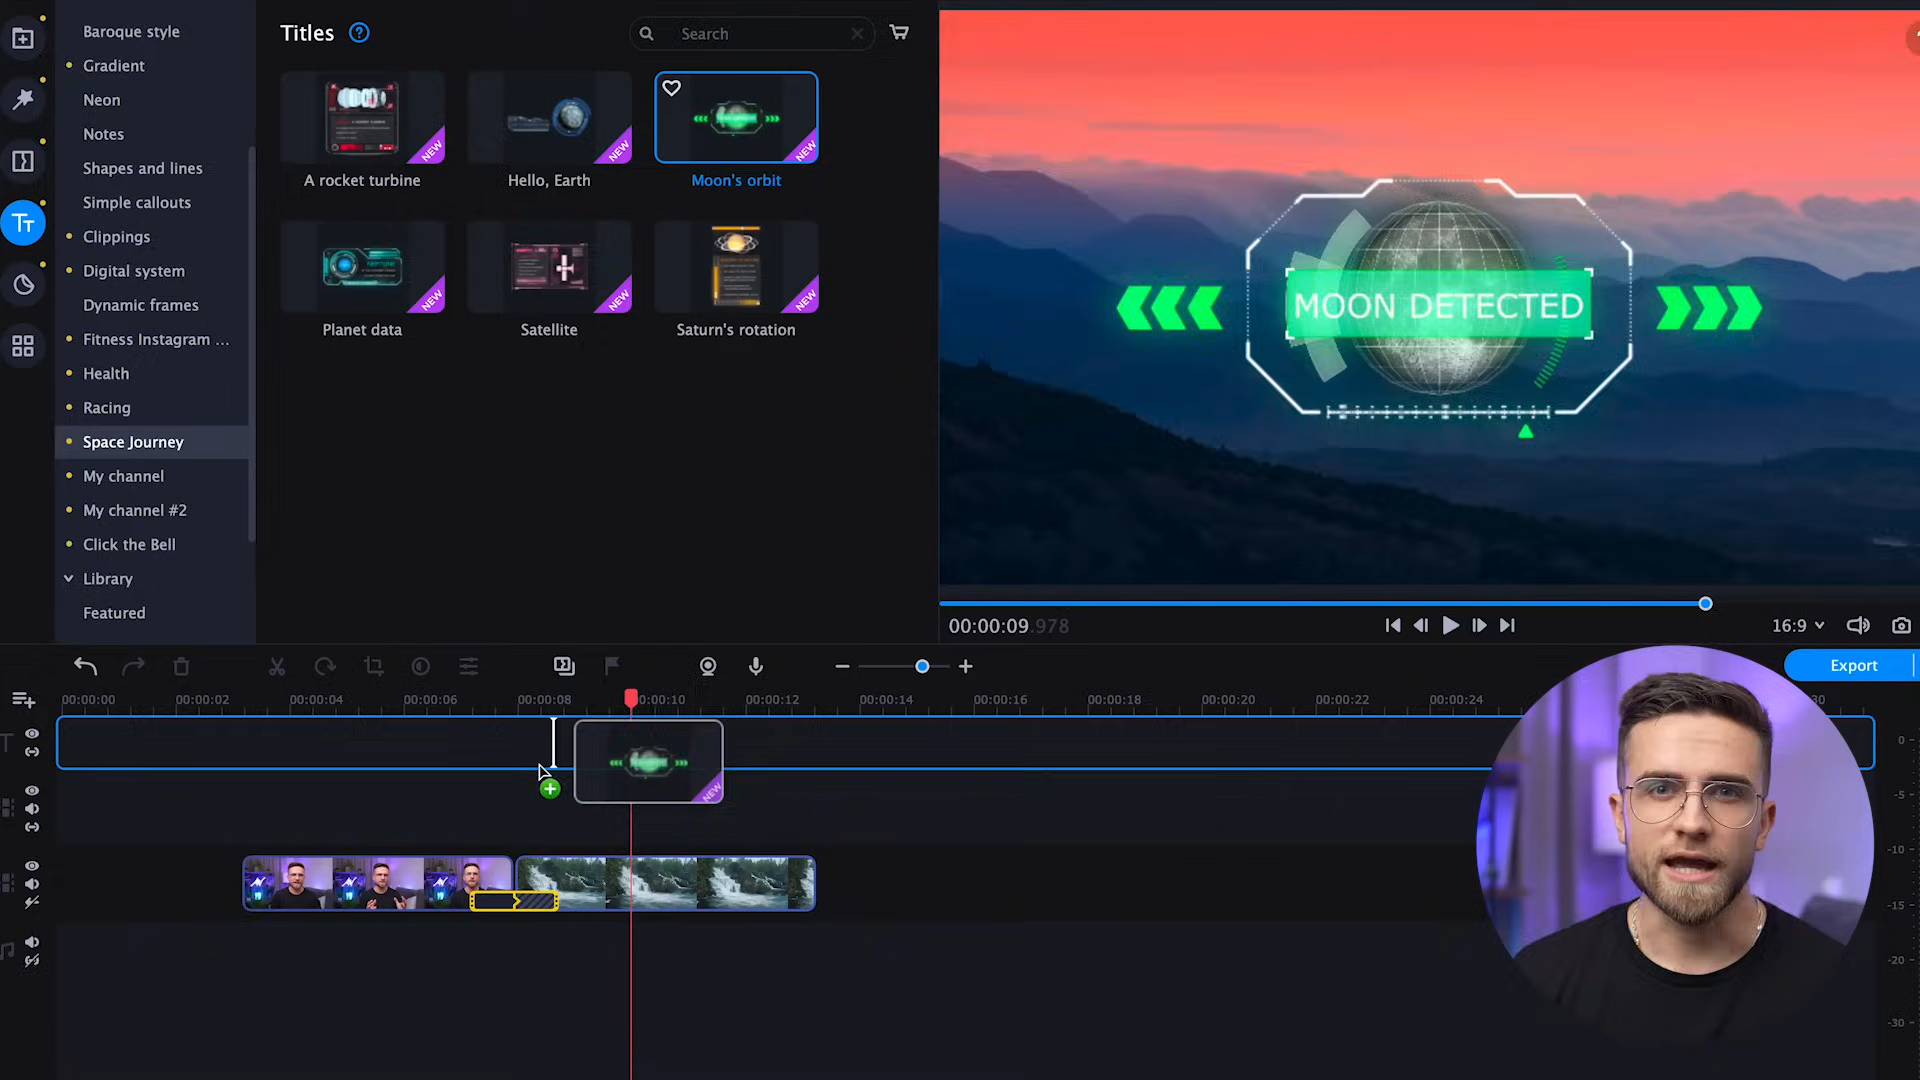 Baroque style
Gradient
Neon
Notes
Shapes and lines
Simple callouts
Clippings
Digital system
Dynamic frames
Fitness Instagram ...
Health
Racing
Space Journey
My channel
My channel #2
Click the Bell
Library
Featured
Titles
?
Search
NEW
NEW
NEW
A rocket turbine
Hello, Earth
Moon's orbit
NEW
NEW
NEW
Planet data
Satellite
Saturn's rotation
MOON DETECTED
00:00:09.978
16:9
Export
00:00:00
00:00:02
00:00:04
00:00:06
00:00:08
00:00:10
00:00:12
00:00:14
00:00:16
00:00:18
00:00:20
00:00:22
00:00:24
30
NEW
0
-5
-10
-15
-20
-30